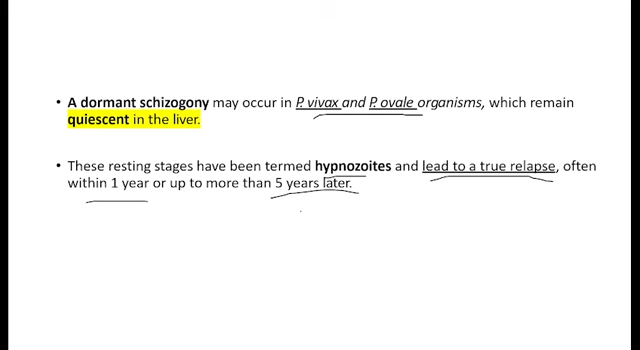 • A dormant schizogony may occur in P. vivax and P. ovale organisms, which remain
quiescent in the liver.
• These resting stages have been termed hypnozoites and lead to a true relapse, often
within 1 year or up to more than 5 years later.